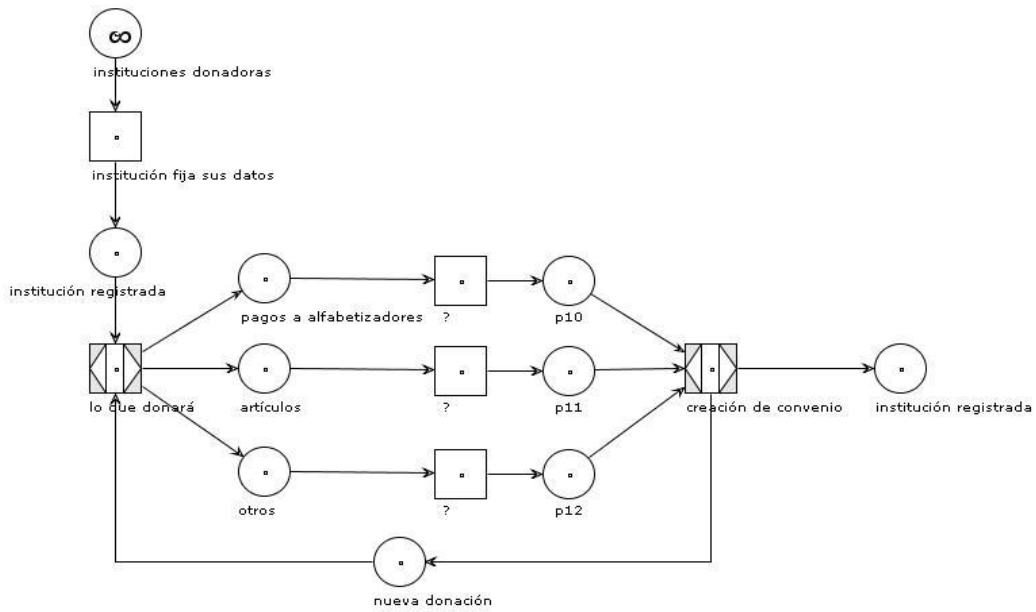 ∞
instituciones donadoras
institución fija sus datos
institución registrada
pagos a alfabetizadores
?
p10
lo que donará
artículos
?
p11
creación de convenio
institución registrada
otros
?
p12
nueva donación